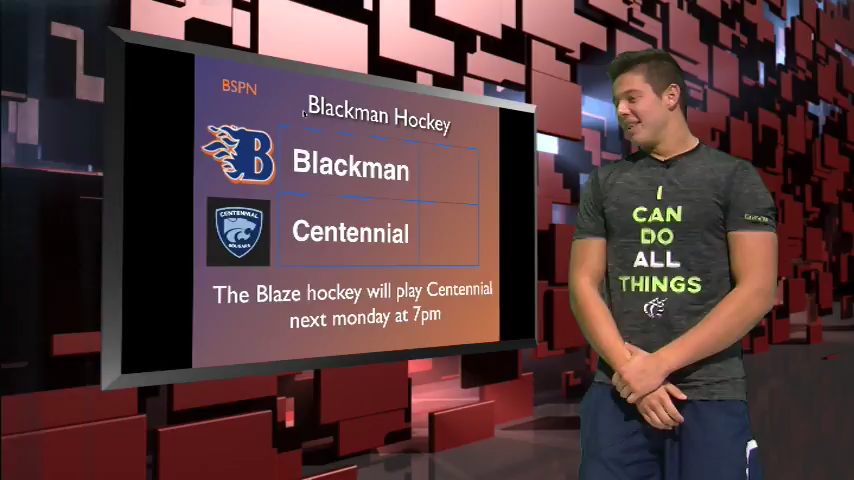 BSPN
Blackman Hockey
B
Blackman
CENTENNIAL
COUGARS
Centennial
The Blaze hockey will play Centennial
next monday at 7pm
I
CAN
DO
ALL
THINGS